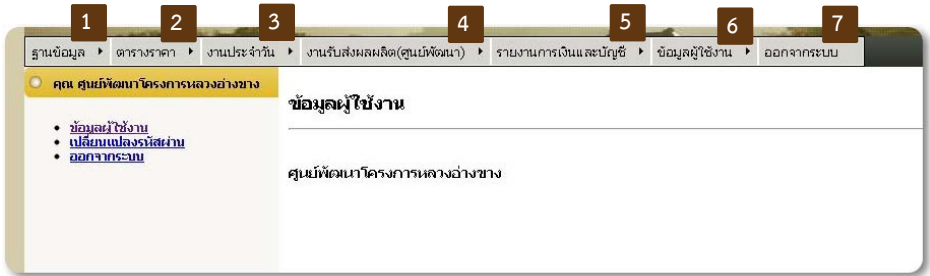 1 2 3 4 5 6 7
ฐานข้อมูล ตารางราคา งานประจำวัน งานรับส่งผลผลิต(ศูนย์พัฒนา) รายงานการเงินและบัญชี ข้อมูลผู้ใช้งาน ออกจากระบบ
คุณ ศูนย์พัฒนาโครงการหลวงอ่างขาง
ข้อมูลผู้ใช้งาน
ข้อมูลผู้ใช้งาน
เปลี่ยนแปลงรหัสผ่าน
ออกจากระบบ
ศูนย์พัฒนาโครงการหลวงอ่างขาง